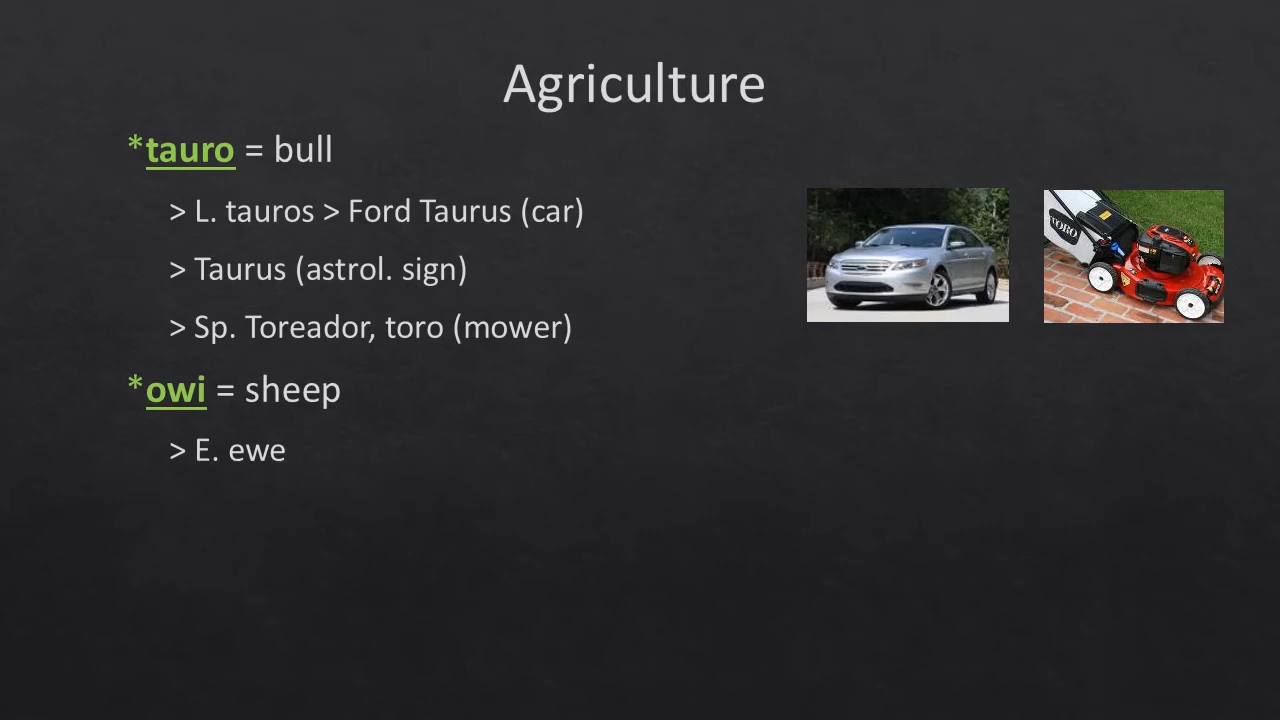 Agriculture
*tauro = bull
> L. tauros > Ford Taurus (car)
> Taurus (astrol. sign)
> Sp. Toreador, toro (mower)
*owi = sheep
> E. ewe
TORO